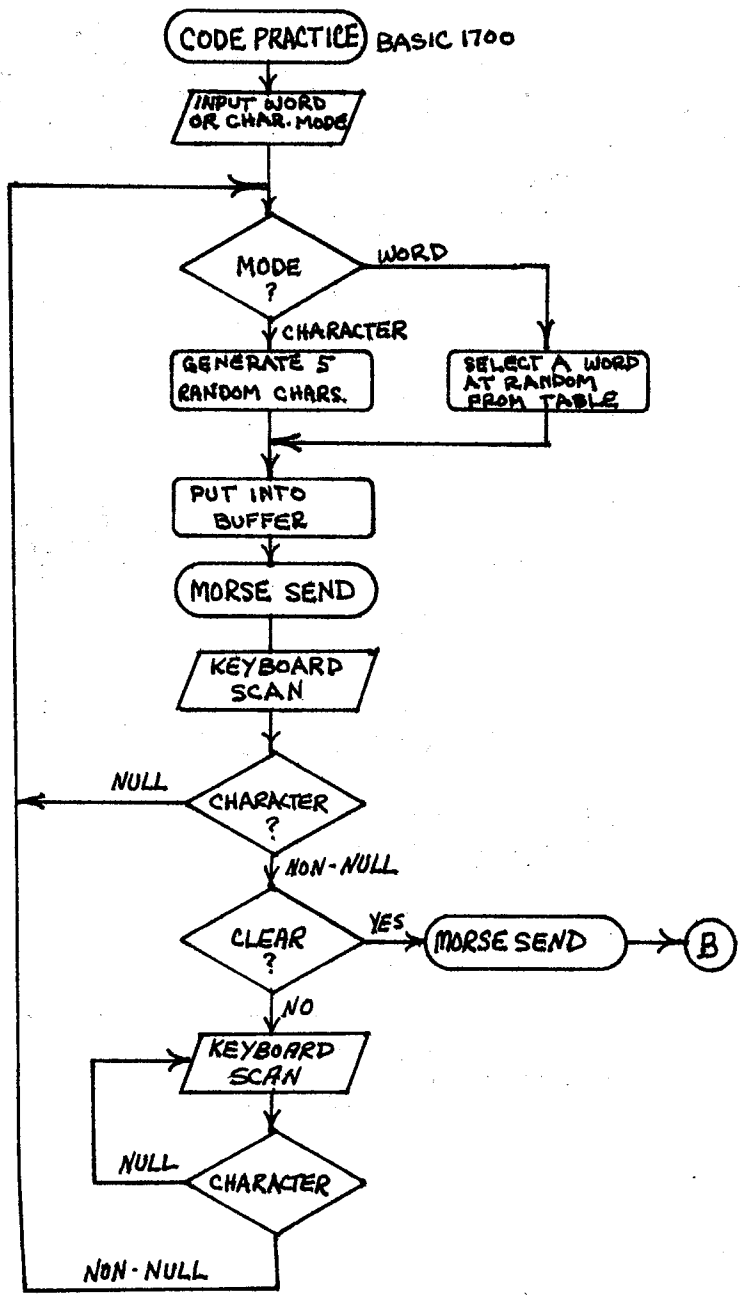 CODE PRACTICE
BASIC 1700
INPUT WORD
OR CHAR. MODE
MODE
?
WORD
CHARACTER
GENERATE 5
RANDOM CHARS.
SELECT A WORD
AT RANDOM
FROM TABLE
PUT INTO
BUFFER
MORSE SEND
KEYBOARD
SCAN
NULL
CHARACTER
?
NON-NULL
CLEAR
?
YES
MORSE SEND
B
NO
KEYBOARD
SCAN
NULL
CHARACTER
NON-NULL